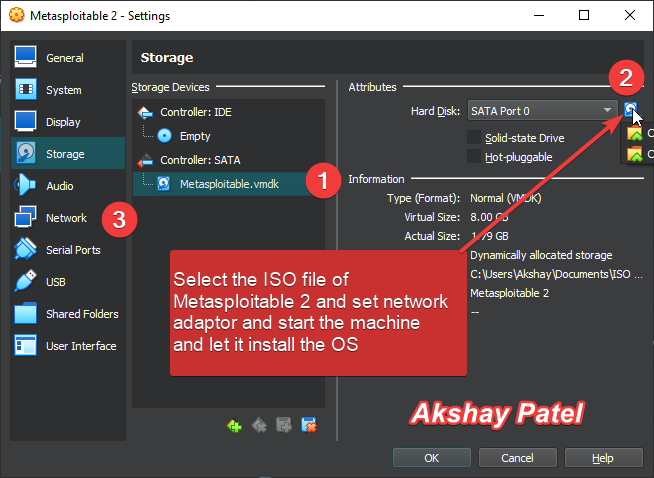 Metasploitable 2 - Settings
General
System
Display
Storage
Audio
Network
Serial Ports
USB
Shared Folders
User Interface
3
Storage
Storage Devices
Controller: IDE
Empty
Controller: SATA
Metasploitable.vmdk
1
Attributes
2
Hard Disk: SATA Port 0
Solid-state Drive
Hot-pluggable
Information
Type (Format): Normal (VMDK)
Virtual Size: 8.00 GB
Actual Size: 1.79 GB
Dynamically allocated storage
C:\Users\Akshay\Documents\ISO ...
Metasploitable 2
--
Select the ISO file of
Metasploitable 2 and set network
adaptor and start the machine
and let it install the OS
Akshay Patel
OK
Cancel
Help